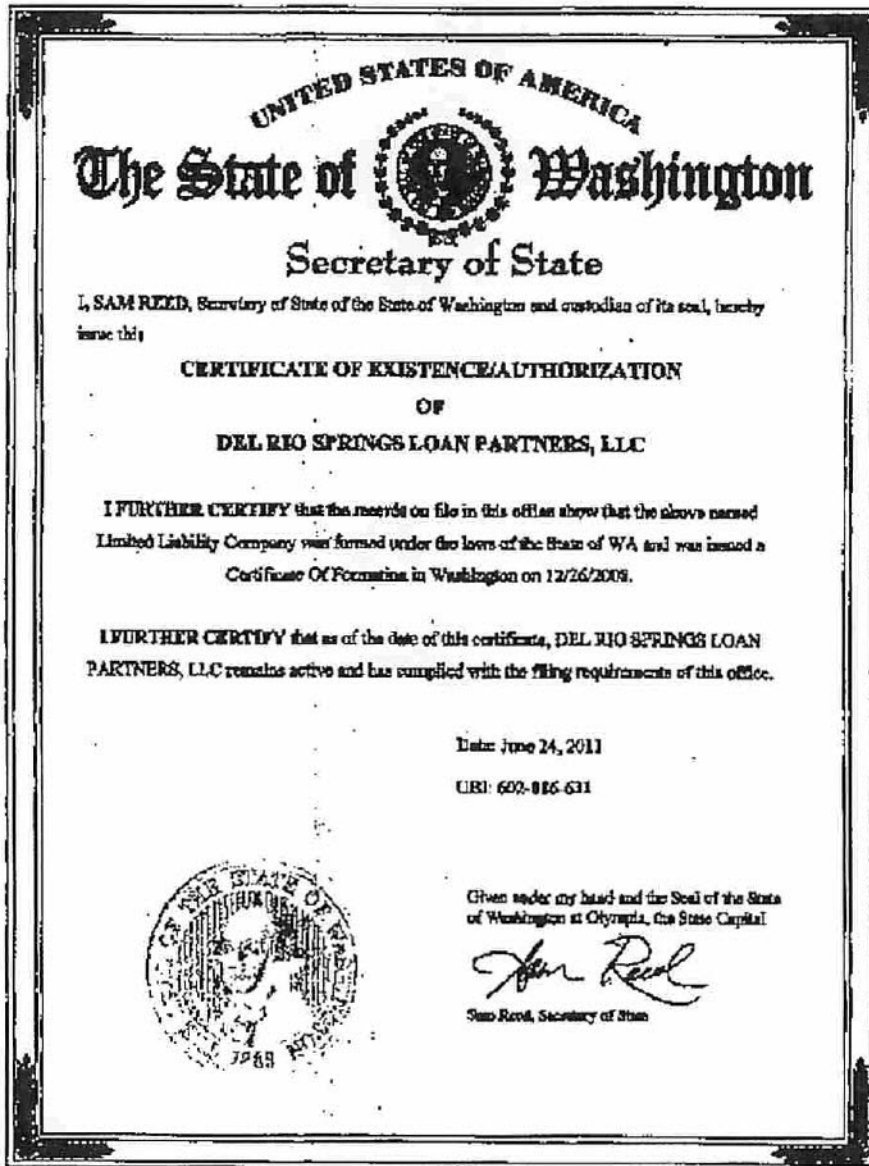 UNITED STATES OF AMERICA
The State of Washington
Secretary of State
I, SAM REED, Secretary of State of the State of Washington and custodian of its seal, hereby
issue this
CERTIFICATE OF EXISTENCE/AUTHORIZATION
OF
DEL RIO SPRINGS LOAN PARTNERS, LLC
I FURTHER CERTIFY that the records on file in this office show that the above named
Limited Liability Company was formed under the laws of the State of WA and was issued a
Certificate Of Formation in Washington on
I FURTHER CERTIFY that as of the date of this certificate, DEL RIO SPRINGS LOAN
PARTNERS, LLC remains active and has complied with the filing requirements of this office.
Date: June 24, 2011
UBI:
Given under my hand and the Seal of the State
of Washington at Olympia, the State Capital
Sam Reed
Sam Reed, Secretary of State
THE STATE OF